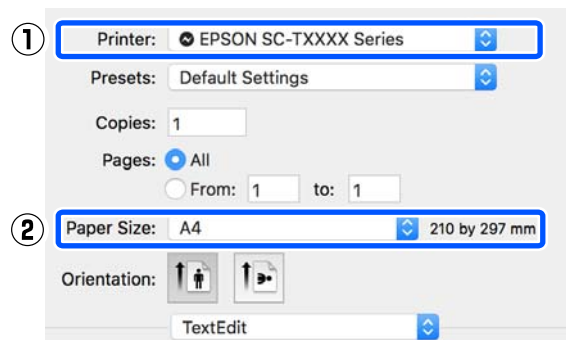 ① Printer: EPSON SC-TXXXX Series
Presets: Default Settings
Copies: 1
Pages: All
From: 1 to: 1
② Paper Size: A4 210 by 297 mm
Orientation:
TextEdit